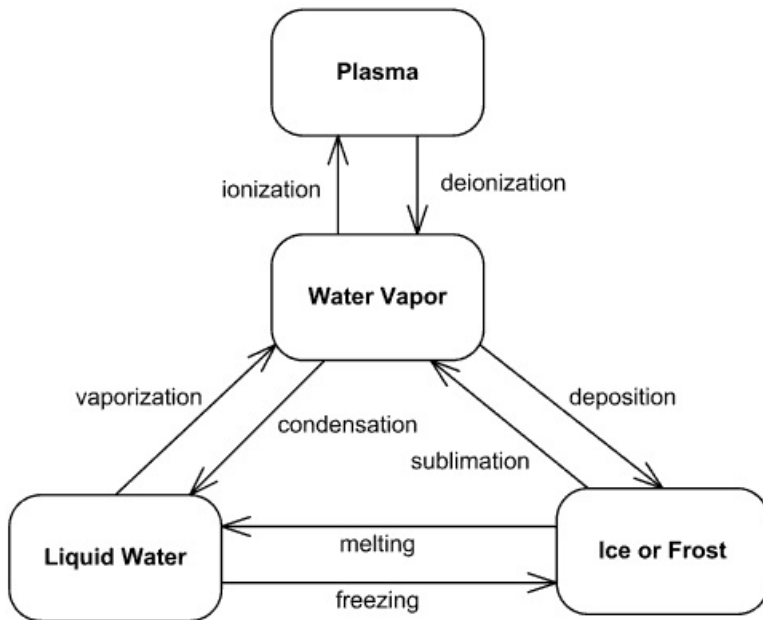 Plasma
ionization
deionization
Water Vapor
vaporization
condensation
deposition
sublimation
Liquid Water
melting
Ice or Frost
freezing